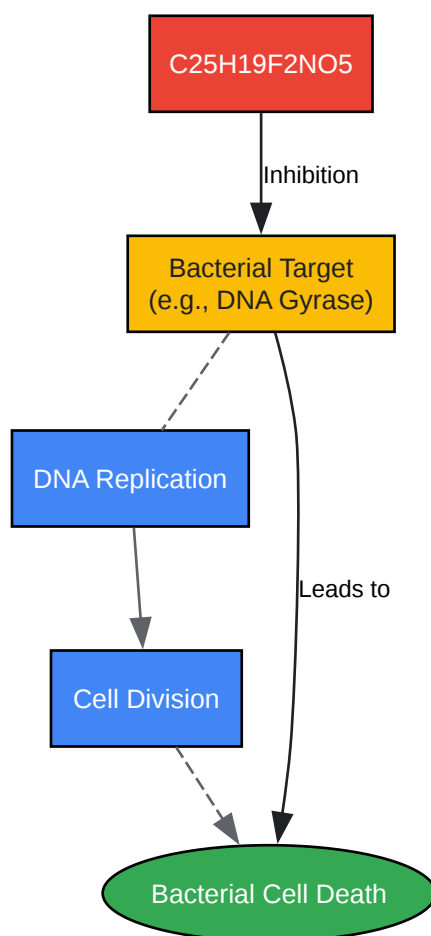 C25H19F2NO5
Inhibition
Bacterial Target
(e.g., DNA Gyrase)
DNA Replication
Leads to
Cell Division
Bacterial Cell Death